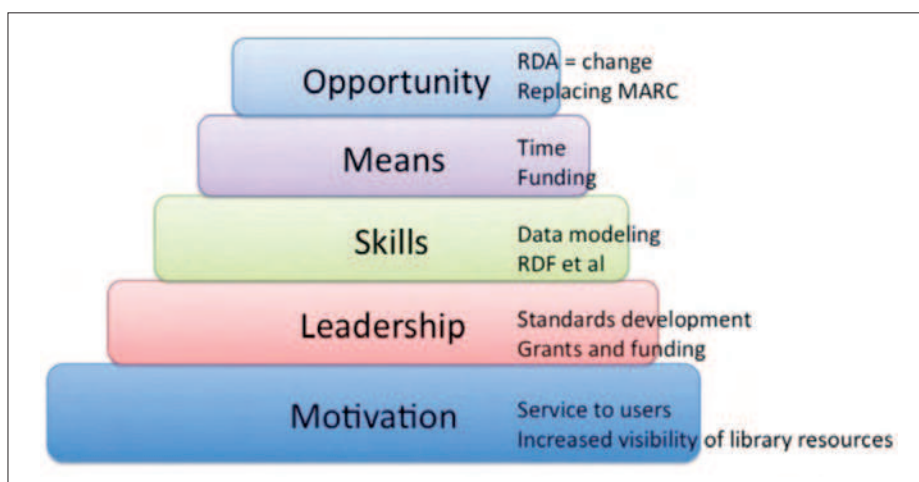 Opportunity
RDA = change
Replacing MARC
Means
Time
Funding
Skills
Data modeling
RDF et al
Leadership
Standards development
Grants and funding
Motivation
Service to users
Increased visibility of library resources